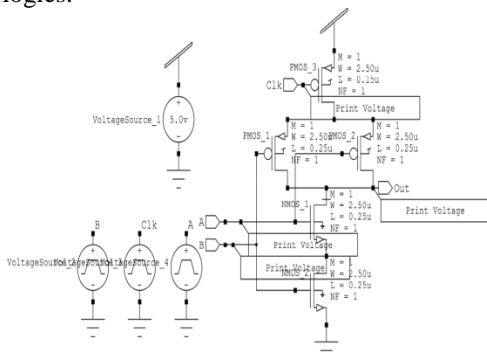 logics.
PMOS_3
M = 1
W = 2.50u
L = 0.15u
NF = 1
Clk
Print Voltage
VoltageSource_1
5.0v
PMOS_1
M = 1
W = 2.50u
L = 0.25u
NF = 1
PMOS_2
M = 1
W = 2.50u
L = 0.25u
NF = 1
Out
Print Voltage
NMOS_1
M = 1
W = 2.50u
L = 0.25u
NF = 1
A
B
Print Voltage
Print Voltage
NMOS_2
M = 1
W = 2.50u
L = 0.25u
NF = 1
B
Clk
A
VoltageSource_4